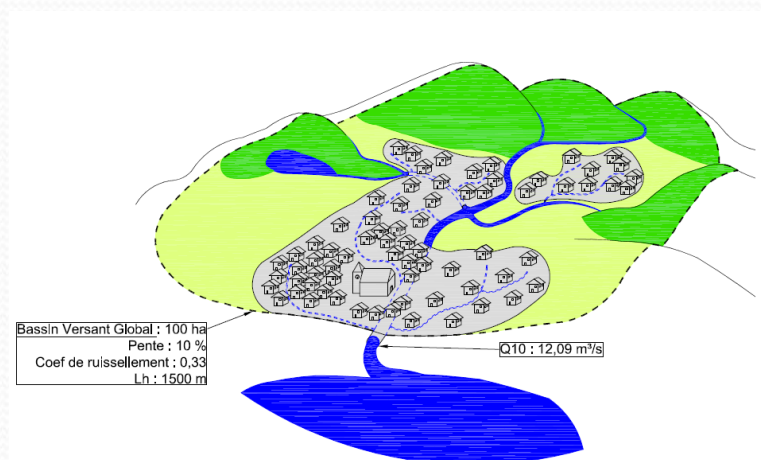 Bassin Versant Global : 100 ha
Pente : 10 %
Coef de ruissellement : 0,33
Lh : 1500 m
Q10 : 12,09 m³/s